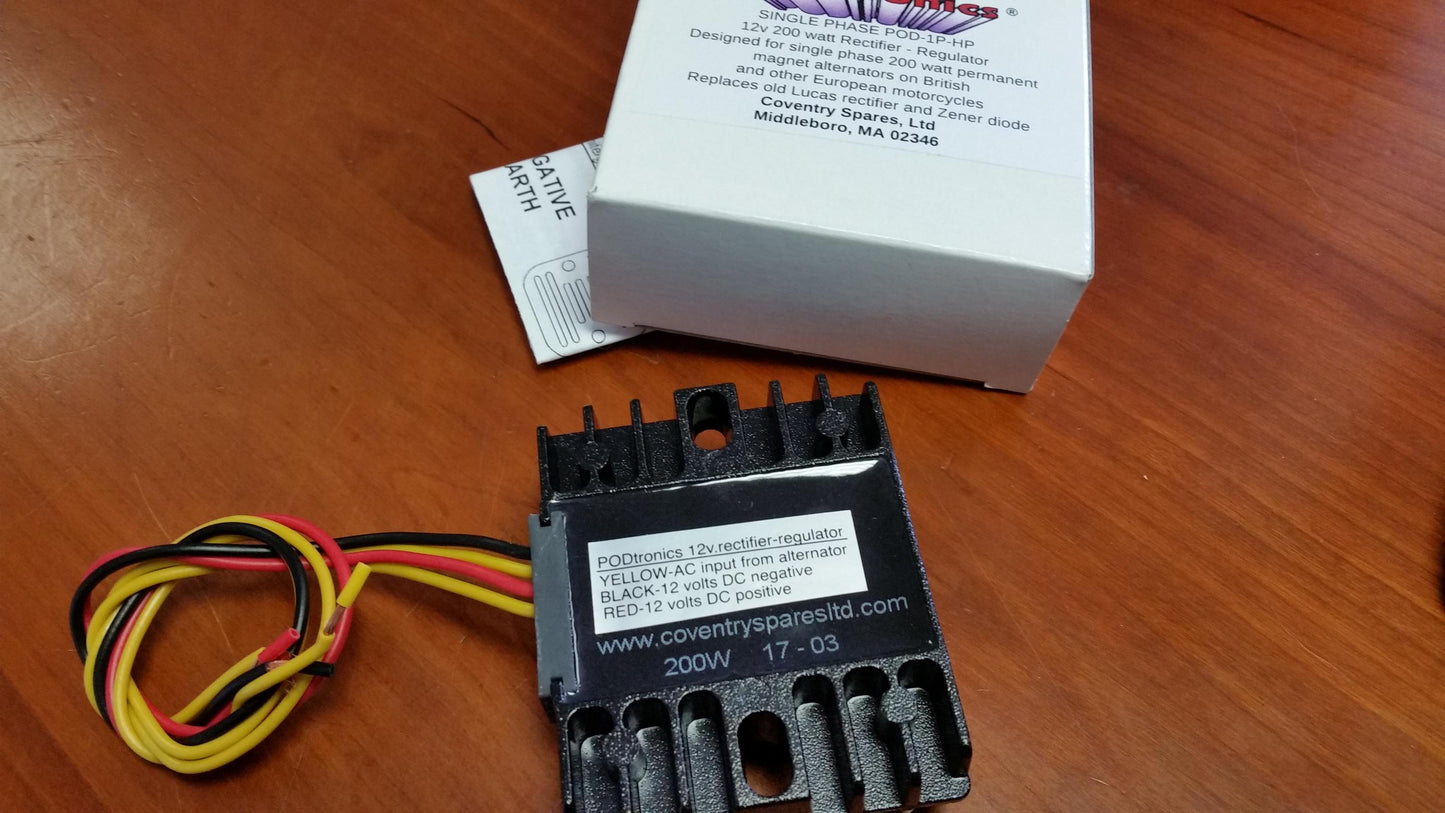 ®
SINGLE PHASE POD-1P-HP
12v 200 watt Rectifier - Regulator
Designed for single phase 200 watt permanent
magnet alternators on British
and other European motorcycles
Replaces old Lucas rectifier and Zener diode
Coventry Spares, Ltd
Middleboro, MA 02346
GATIVE
ARTH
PODtronics 12v.rectifier-regulator
YELLOW-AC input from alternator
BLACK-12 volts DC negative
RED-12 volts DC positive
www.coventrysparesltd.com
200W 17-03